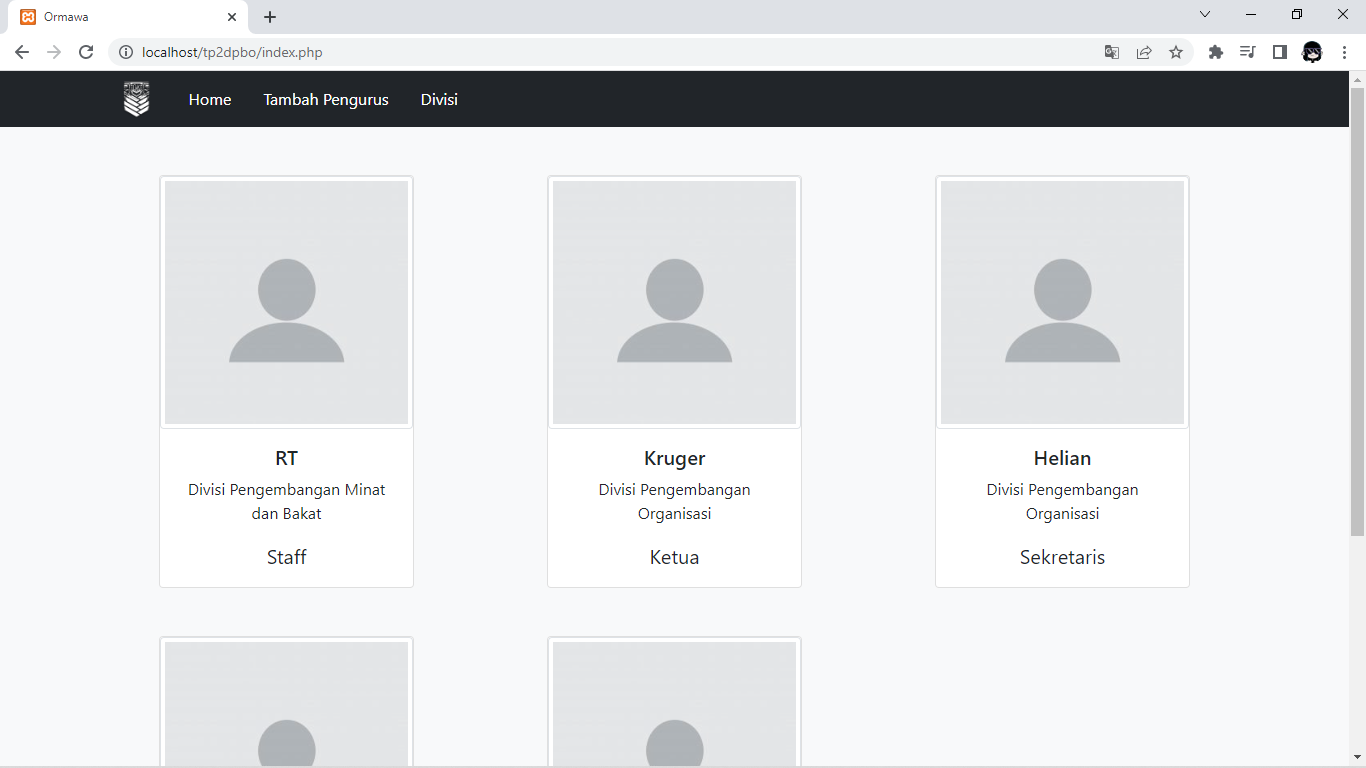 Ormawa
localhost/tp2dpbo/index.php
Home Tambah Pengurus Divisi
RT
Divisi Pengembangan Minat
dan Bakat
Staff
Kruger
Divisi Pengembangan
Organisasi
Ketua
Helian
Divisi Pengembangan
Organisasi
Sekretaris